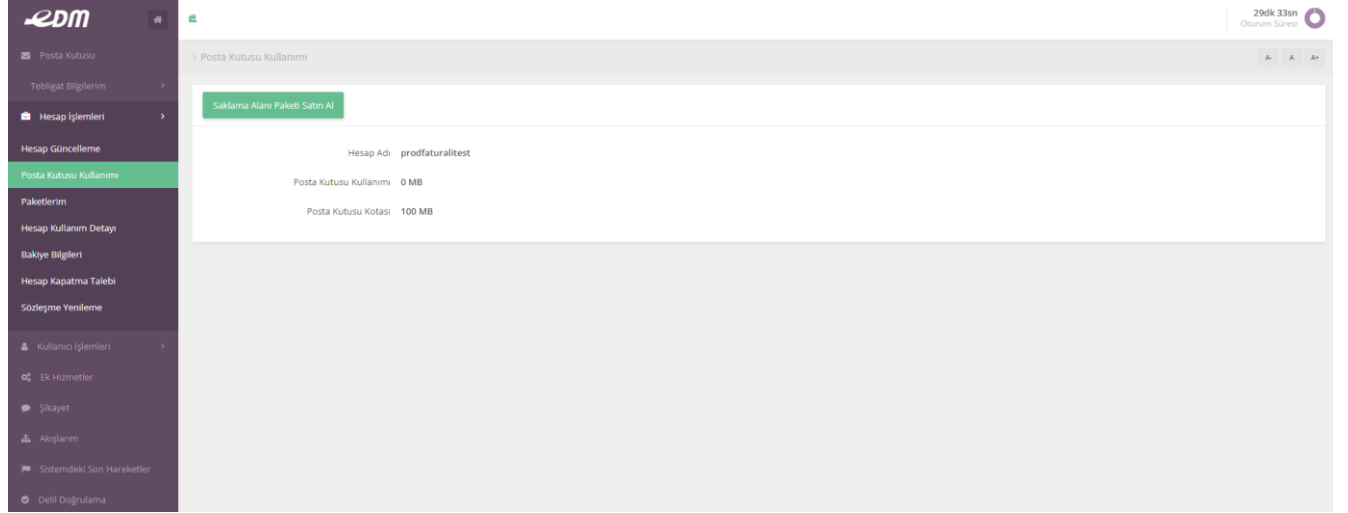 edm
29dk 33sn
Oturum Süresi
Posta Kutusu
> Posta Kutusu Kullanımı
A- A A+
Tebligat Bilgilerim >
Hesap İşlemleri >
Saklama Alanı Paketi Satın Al
Hesap Güncelleme
Hesap Adı prodfaturalitest
Posta Kutusu Kullanımı
Posta Kutusu Kullanımı 0 MB
Paketlerim
Posta Kutusu Kotası 100 MB
Hesap Kullanım Detayı
Bakiye Bilgileri
Hesap Kapatma Talebi
Sözleşme Yenileme
Kullanıcı İşlemleri >
Ek Hizmetler
Şikayet
Akışlarım
Sistemdeki Son Hareketler
Delil Doğrulama